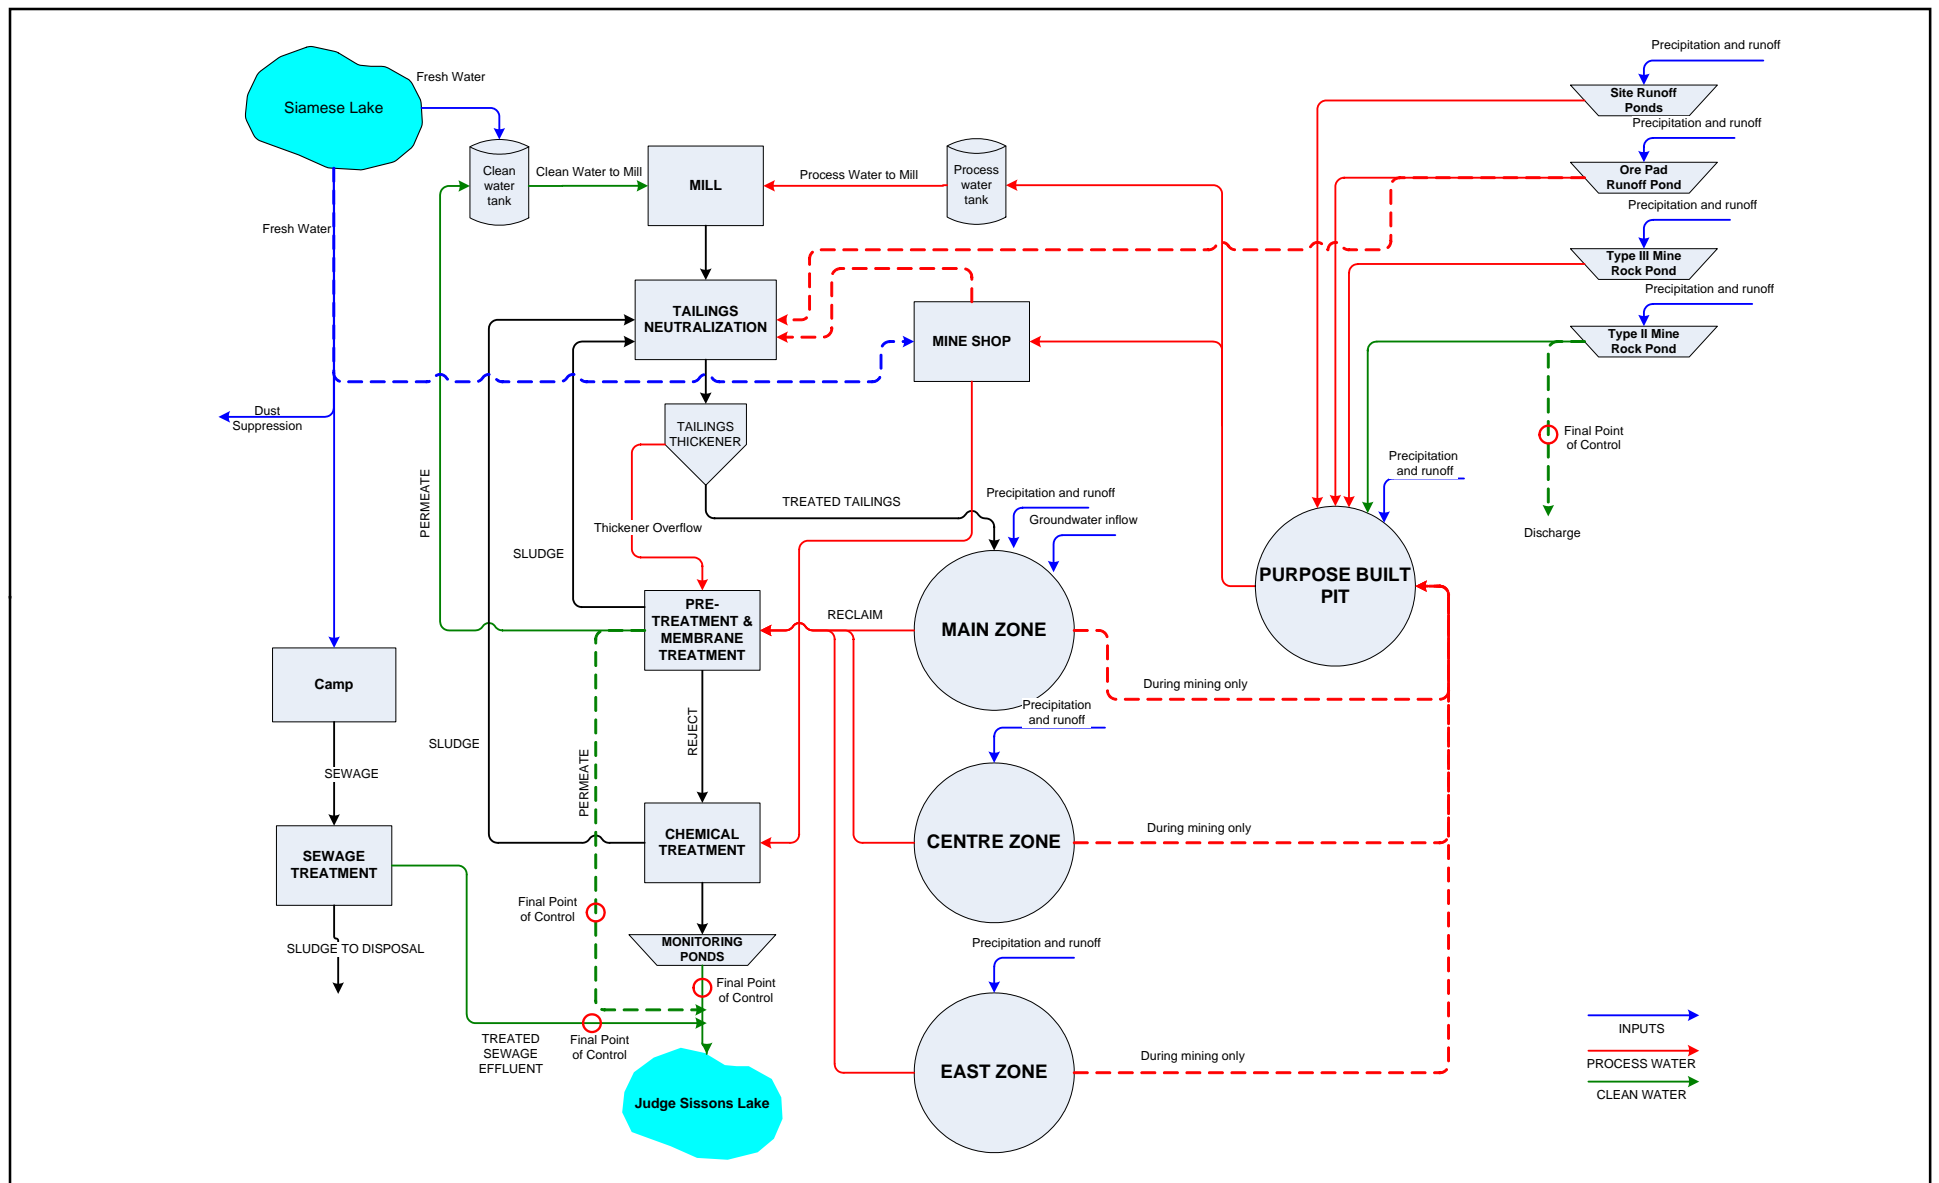 Precipitation and runoff
Fresh Water
Siamese Lake
Site Runoff
Ponds
Precipitation and runoff
Clean
water
tank
Clean Water to Mill
MILL
Process Water to Mill
Process
water
tank
Ore Pad
Runoff Pond
Precipitation and runoff
Fresh Water
Type III Mine
Rock Pond
Precipitation and runoff
TAILINGS
NEUTRALIZATION
MINE SHOP
Type II Mine
Rock Pond
Dust
Suppression
TAILINGS
THICKENER
Final Point
of Control
Precipitation
and runoff
PERMEATE
TREATED TAILINGS
Precipitation and runoff
Groundwater inflow
Thickener Overflow
Discharge
SLUDGE
PURPOSE BUILT
PIT
PRE-
TREATMENT &
MEMBRANE
TREATMENT
RECLAIM
MAIN ZONE
Camp
During mining only
Precipitation
and runoff
REJECT
SLUDGE
PERMEATE
SEWAGE
CHEMICAL
TREATMENT
CENTRE ZONE
During mining only
SEWAGE
TREATMENT
Final Point
of Control
SLUDGE TO DISPOSAL
MONITORING
PONDS
Precipitation and runoff
Final Point
of Control
TREATED
SEWAGE
EFFLUENT
Final Point
of Control
INPUTS
During mining only
PROCESS WATER
EAST ZONE
CLEAN WATER
Judge Sissons Lake